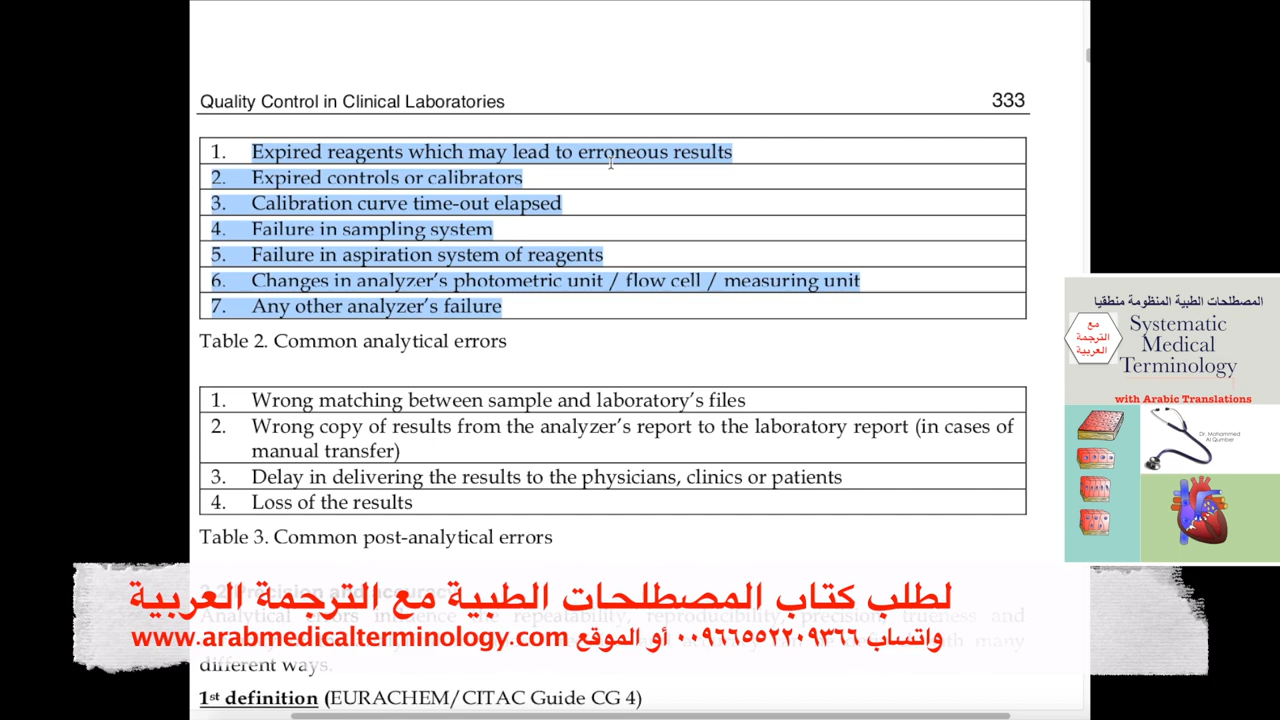 Quality Control in Clinical Laboratories 333
1. Expired reagents which may lead to erroneous results
2. Expired controls or calibrators
3. Calibration curve time-out elapsed
4. Failure in sampling system
5. Failure in aspiration system of reagents
6. Changes in analyzer's photometric unit / flow cell / measuring unit
7. Any other analyzer's failure
Table 2. Common analytical errors
1. Wrong matching between sample and laboratory's files
2. Wrong copy of results from the analyzer's report to the laboratory report (in cases of
manual transfer)
3. Delay in delivering the results to the physicians, clinics or patients
4. Loss of the results
Table 3. Common post-analytical errors
لطلب كتاب المصطلحات الطبية مع الترجمة العربية
واتساب ٠٠٩٦٦٥٥٢٢٠٩٣٦٦ أو الموقع www.arabmedicalterminology.com
different ways.
1st definition (EURACHEM/CITAC Guide CG 4)
المصطلحات الطبية المنظومة منطقيا
مع
الترجمة
العربية
Systematic
Medical
Terminology
with Arabic Translations
Dr. Mohammed
Al Qumber